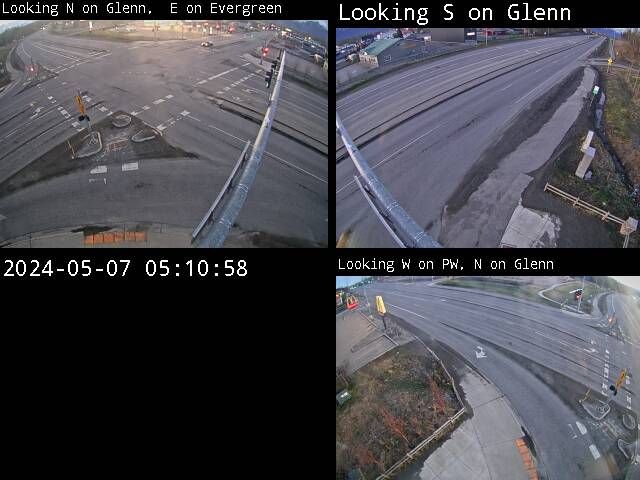 Looking N on Glenn,  E on Evergreen
Looking S on Glenn
2024-05-07 05:10:58
Looking W on PW, N on Glenn